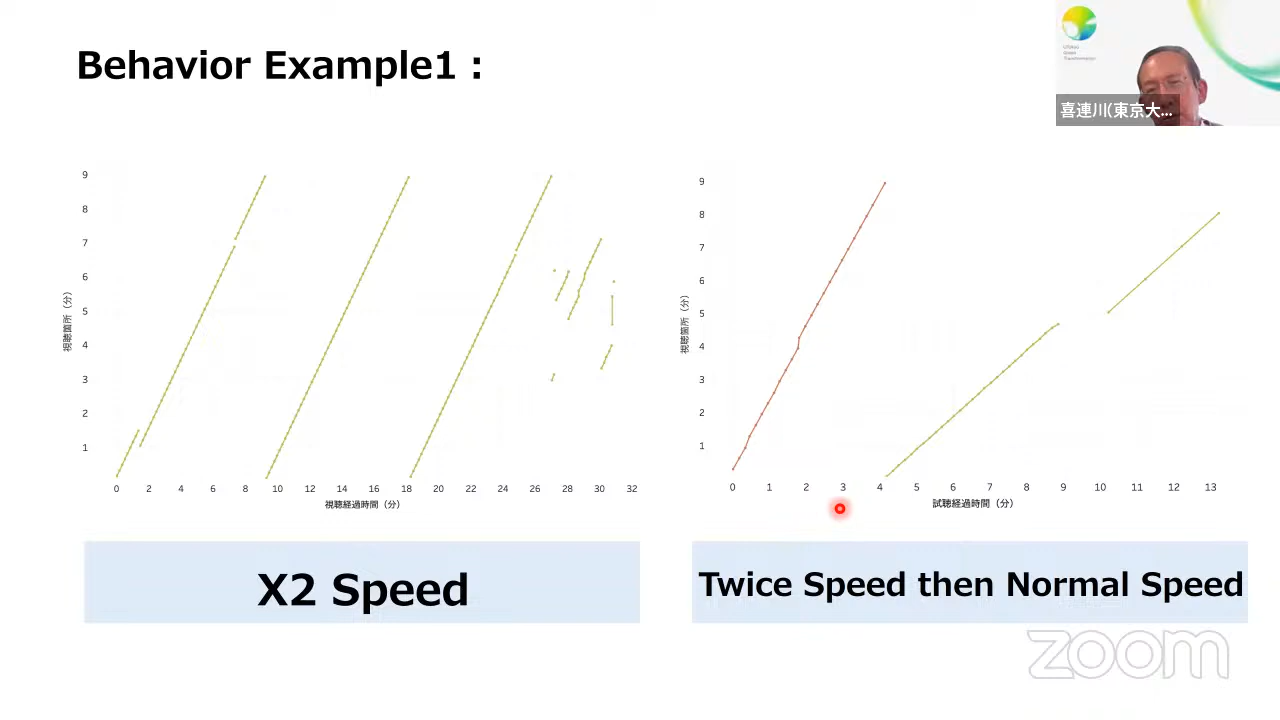 Behavior Example1 :
喜連川(東京大...
9
8
7
6
5
4
3
2
1
視聴箇所（分）
0 2 4 6 8 10 12 14 16 18 20 22 24 26 28 30 32
視聴経過時間（分）
9
8
7
6
5
4
3
2
1
視聴箇所（分）
0 1 2 3 4 5 6 7 8 9 10 11 12 13
試聴経過時間（分）
X2 Speed
Twice Speed then Normal Speed
zoom